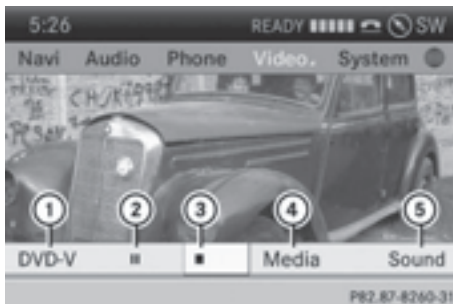 5:26 READY SW
Navi Audio Phone Video. System
CH/
1 2 3 4 5
DVD-V Media Sound
P82.87-8260-31